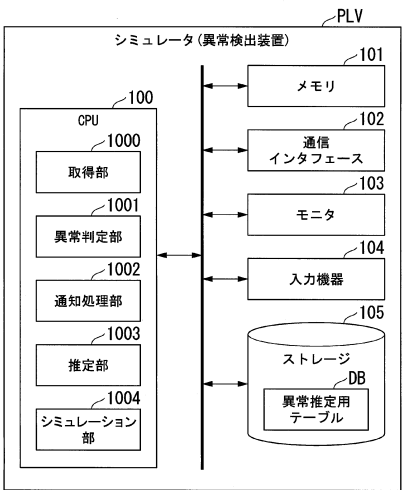 PLV
シミュレータ(異常検出装置)
100
CPU
1000
取得部
1001
異常判定部
1002
通知処理部
1003
推定部
1004
シミュレーション
部
101
メモリ
102
通信
インタフェース
103
モニタ
104
入力機器
105
ストレージ
DB
異常推定用
テーブル